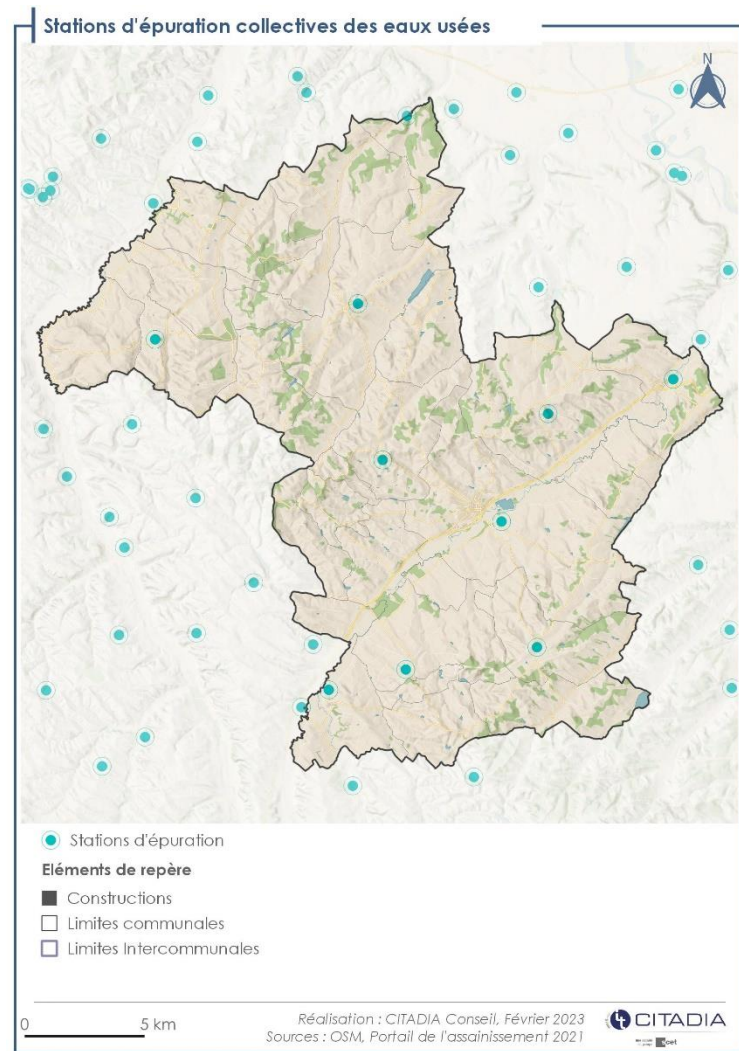 Stations d'épuration collectives des eaux usées
N
Stations d'épuration
Eléments de repère
Constructions
Limites communales
Limites Intercommunales
0 5 km
Réalisation : CITADIA Conseil, Février 2023
Sources : OSM, Portail de l'assainissement 2021
CITADIA